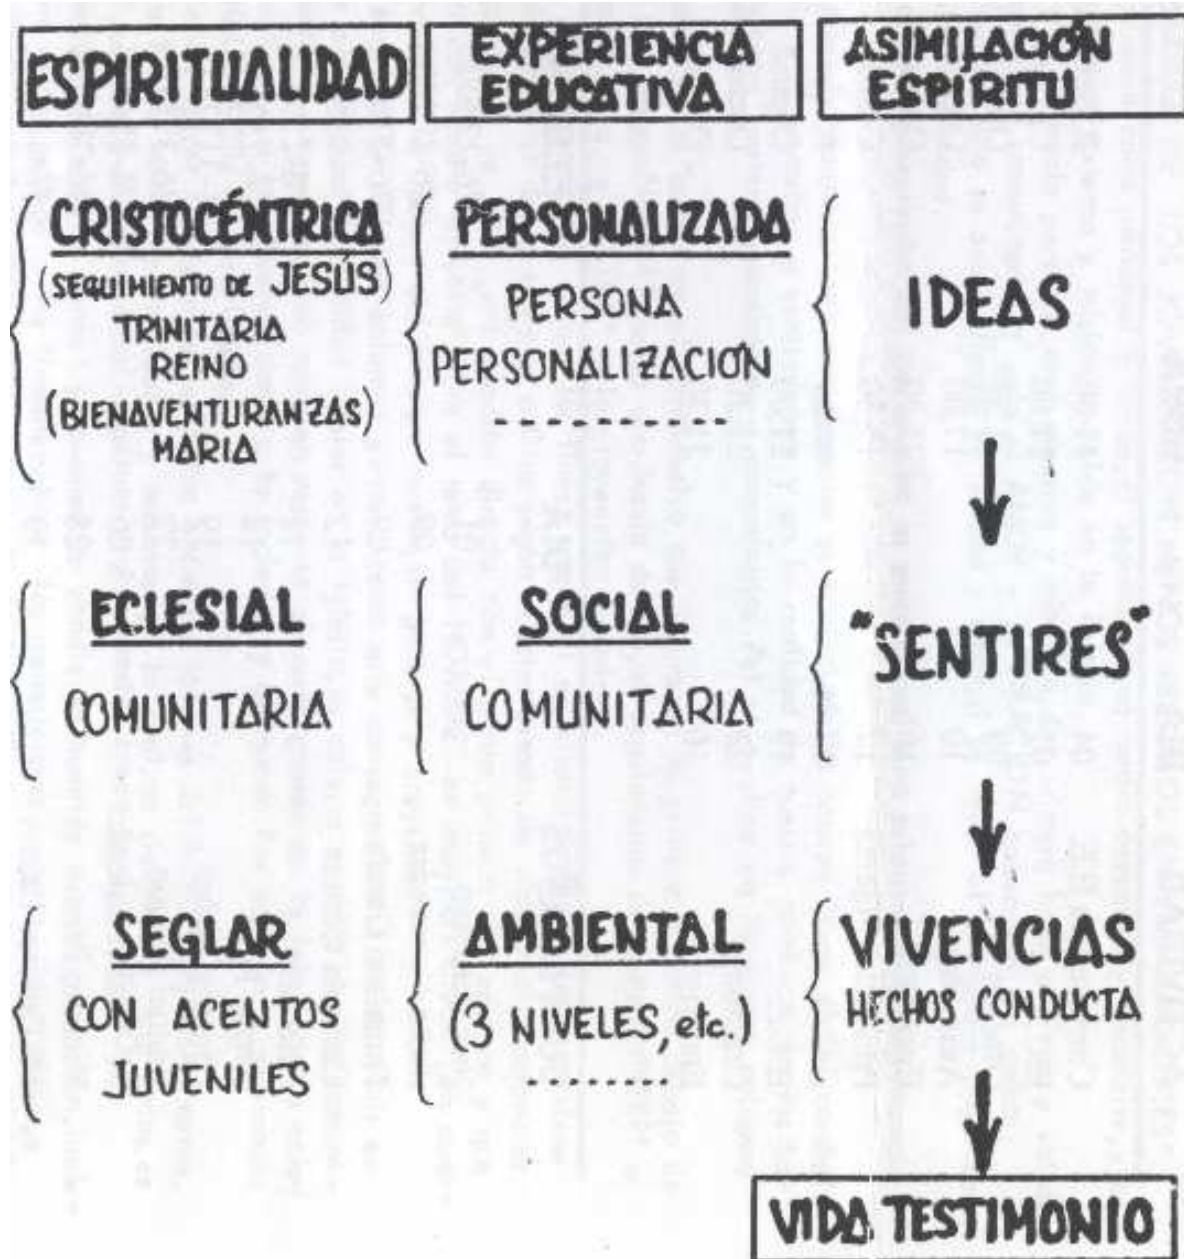 ESPIRITUALIDAD
EXPERIENCIA
EDUCATIVA
ASIMILACIÓN
ESPÍRITU
CRISTOCÉNTRICA
(SEGUIMIENTO DE JESÚS)
TRINITARIA
REINO
(BIENAVENTURANZAS)
MARIA
PERSONALIZADA
PERSONA
PERSONALIZACIÓN
-----------
IDEAS
ECLESIAL
COMUNITARIA
SOCIAL
COMUNITARIA
"SENTIRES"
SEGLAR
CON ACENTOS
JUVENILES
AMBIENTAL
(3 NIVELES, etc.)
.........
VIVENCIAS
HECHOS CONDUCTA
VIDA TESTIMONIO